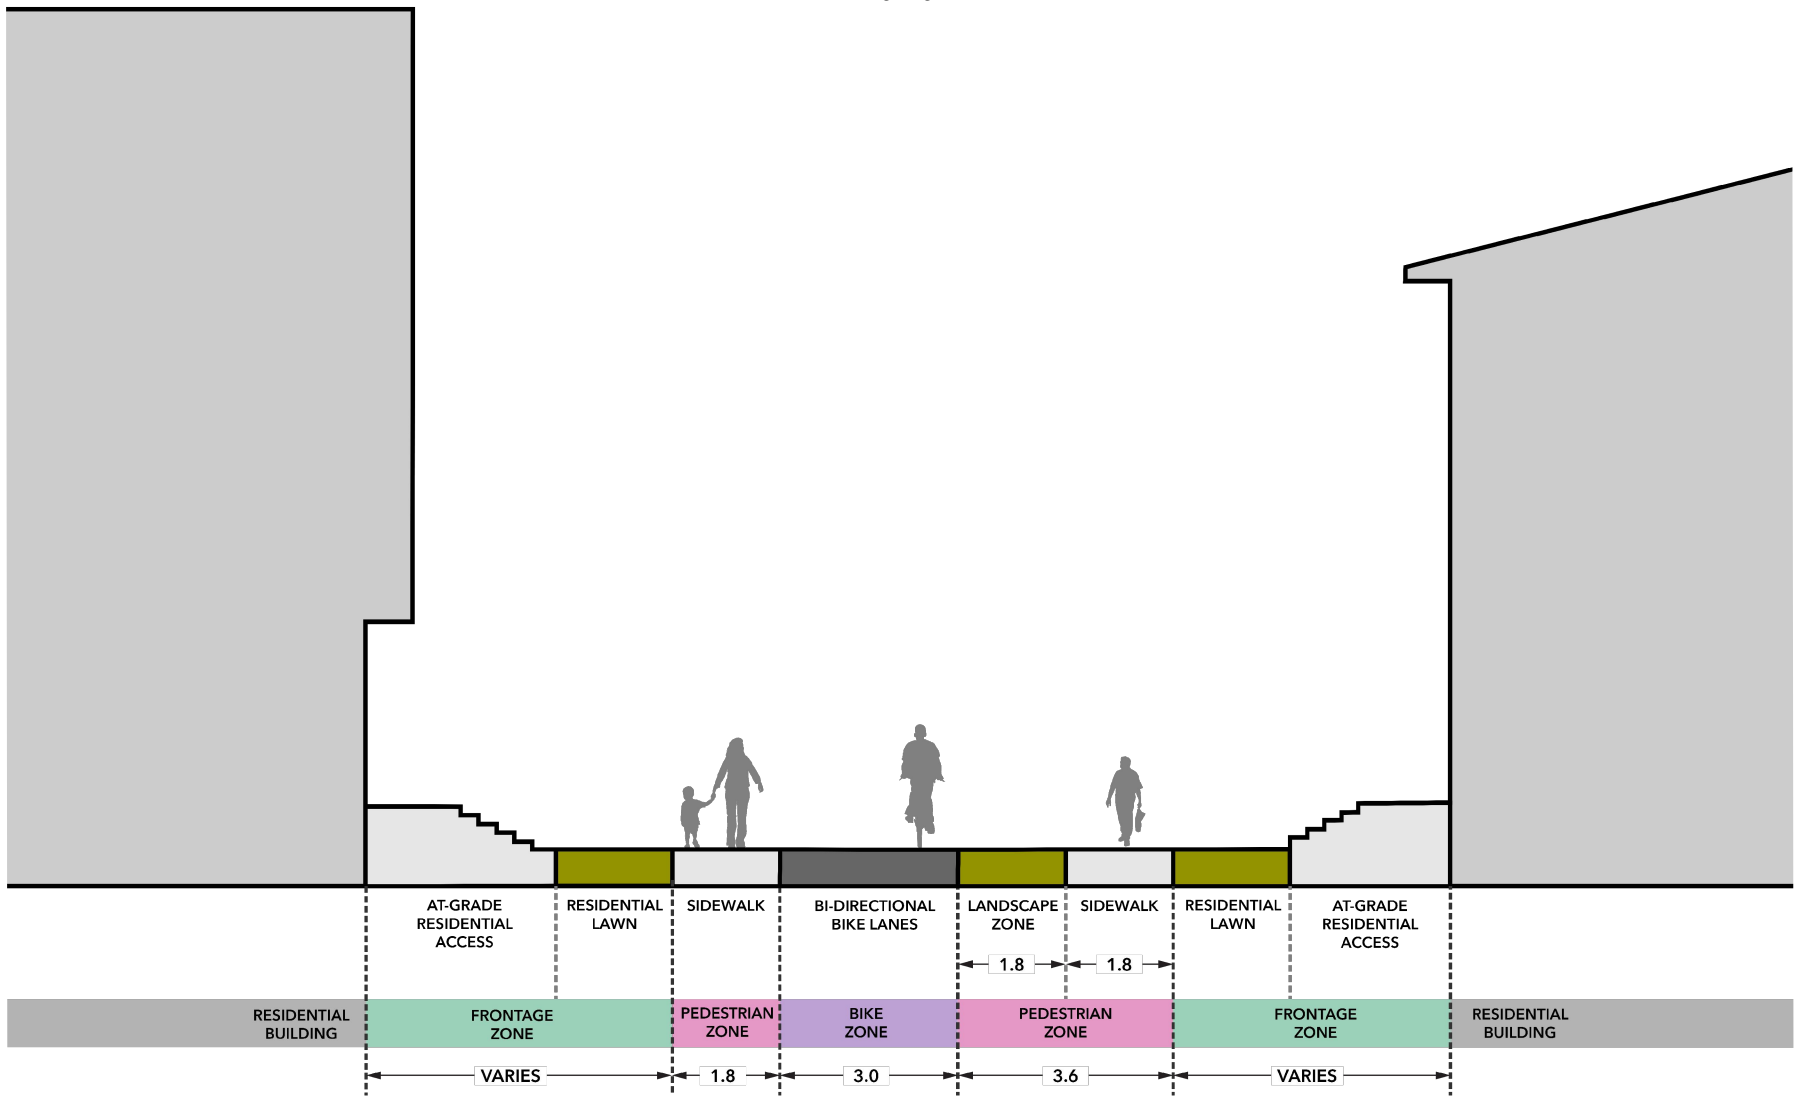 AT-GRADE
RESIDENTIAL
ACCESS
RESIDENTIAL
LAWN
SIDEWALK
BI-DIRECTIONAL
BIKE LANES
LANDSCAPE
ZONE
SIDEWALK
RESIDENTIAL
LAWN
AT-GRADE
RESIDENTIAL
ACCESS
1.8
1.8
RESIDENTIAL
BUILDING
FRONTAGE
ZONE
PEDESTRIAN
ZONE
BIKE
ZONE
PEDESTRIAN
ZONE
FRONTAGE
ZONE
RESIDENTIAL
BUILDING
VARIES
1.8
3.0
3.6
VARIES